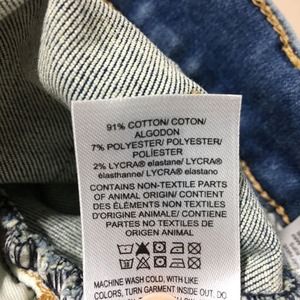 91% COTTON/ COTON/
ALGODON
7% POLYESTER/ POLYESTER/
POLIÉSTER
2% LYCRA® elastane/ LYCRA®
élasthanne/ LYCRA® elastano
CONTAINS NON-TEXTILE PARTS
OF ANIMAL ORIGIN/ CONTIENT
DES ÉLÉMENTS NON TEXTILES
D'ORIGINE ANIMALE/ CONTIENE
PARTES NO TEXTILES DE
ORIGEN ANIMAL
MACHINE WASH COLD, WITH LIKE
COLORS, TURN GARMENT INSIDE OUT. DO